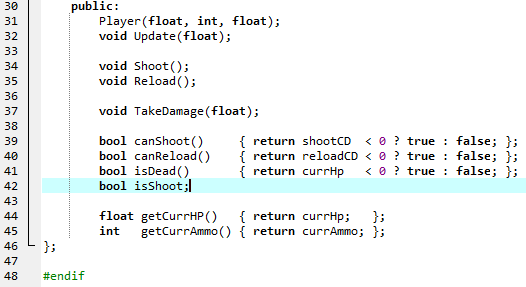 30     public:
31         Player(float, int, float);
32         void Update(float);
33
34         void Shoot();
35         void Reload();
36
37         void TakeDamage(float);
38
39         bool canShoot()     { return shootCD  < 0 ? true : false; };
40         bool canReload()    { return reloadCD < 0 ? true : false; };
41         bool isDead()       { return currHp   < 0 ? true : false; };
42         bool isShoot;
43
44         float getCurrHP()   { return currHp;   };
45         int   getCurrAmmo() { return currAmmo; };
46 };
47
48 #endif